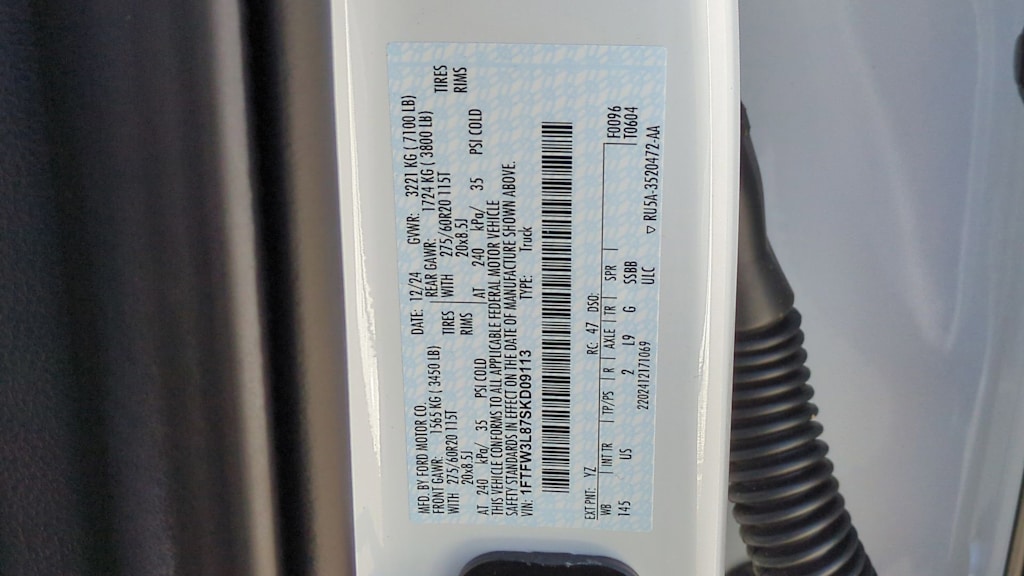 MFD. BY FORD MOTOR CO.
DATE: 12/24 GVWR: 3221 KG ( 7100 LB)
FRONT GAWR: 1565 KG ( 3450 LB) REAR GAWR: 1724 KG ( 3800 LB)
WITH 275/60R20 115T TIRES WITH 275/60R20 115T TIRES
20x8.5J RIMS 20x8.5J RIMS
AT 240 kPa/ 35 PSI COLD AT 240 kPa/ 35 PSI COLD
THIS VEHICLE CONFORMS TO ALL APPLICABLE FEDERAL MOTOR VEHICLE
SAFETY STANDARDS IN EFFECT ON THE DATE OF MANUFACTURE SHOWN ABOVE.
VIN: 1FTFW3L87SKD09113 TYPE: Truck
EXT PNT: YZ RC: 47 DSO: F0096
WB INT TR TP/PS R AXLE TR SPR T0604
145 US 2 L9 G SSBB
2202412117069 ULC ▽ RU5A-3520472-AA